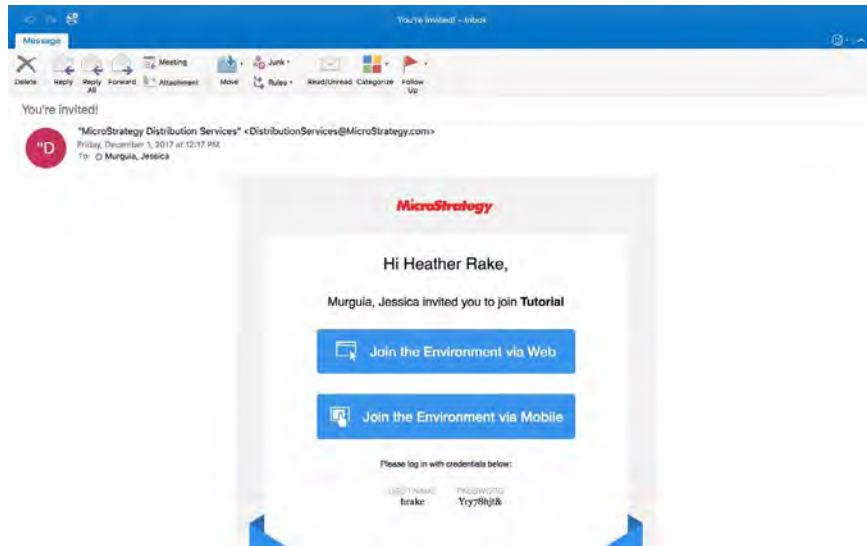 You're invited! - Inbox
Message
Meeting
Junk
Delete
Reply
Reply
All
Forward
Attachment
Move
Rules
Read/Unread
Categorize
Follow
Up
You're invited!
"D
"MicroStrategy Distribution Services" <DistributionServices@MicroStrategy.com>
Friday, December 1, 2017 at 12:17 PM
To: Murguia, Jessica
MicroStrategy
Hi Heather Rake,
Murguia, Jessica invited you to join Tutorial
Join the Environment via Web
Join the Environment via Mobile
Please log in with credentials below:
USERNAME PASSWORD
hrake